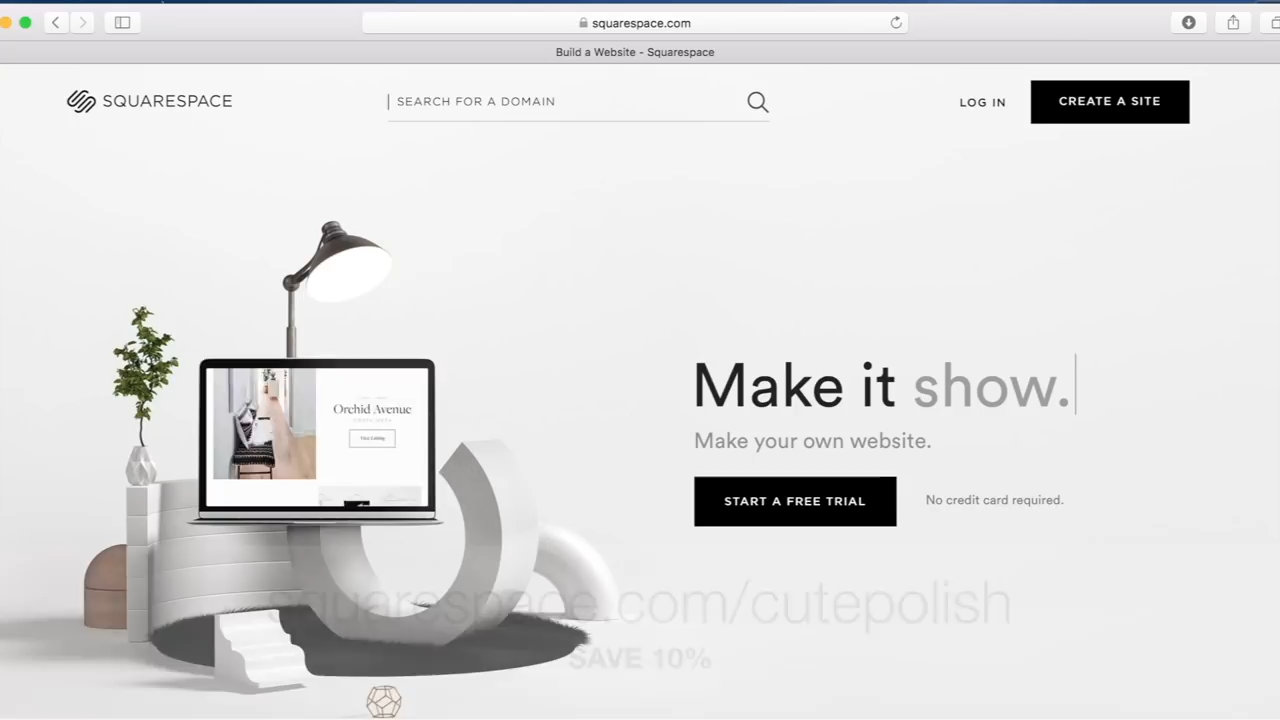 squarespace.com
Build a Website - Squarespace
SQUARESPACE
SEARCH FOR A DOMAIN
LOG IN
CREATE A SITE
Make it show.
Make your own website.
START A FREE TRIAL
No credit card required.
Orchid Avenue
squarespace.com/cutepolish
SAVE 10%